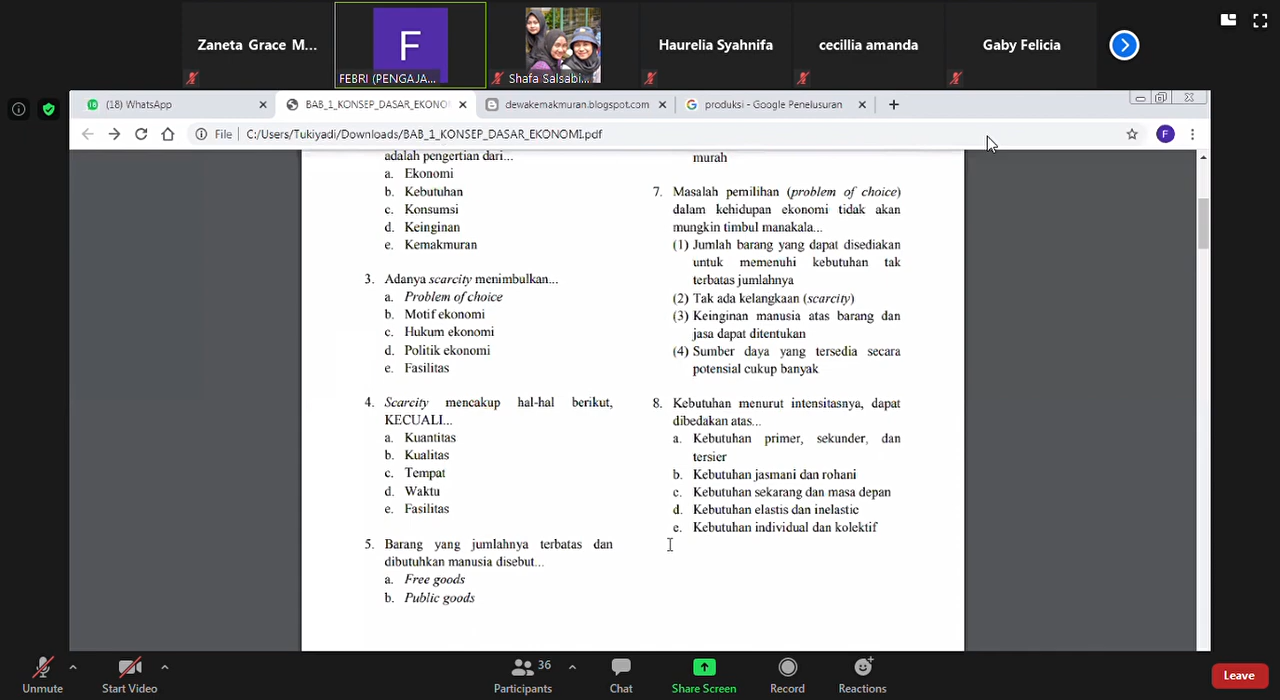 Zaneta Grace M...
F
FEBRI (PENGAJA...
Shafa Salsabi...
Haurelia Syahnifa
cecillia amanda
Gaby Felicia
(18) WhatsApp
BAB_1_KONSEP_DASAR_EKONO
dewakemakmuran.blogspot.com
produksi - Google Penelusuran
File
C:/Users/Tukiyadi/Downloads/BAB_1_KONSEP_DASAR_EKONOMI.pdf
F
adalah pengertian dari...
a. Ekonomi
b. Kebutuhan
c. Konsumsi
d. Keinginan
e. Kemakmuran
3. Adanya scarcity menimbulkan...
a. Problem of choice
b. Motif ekonomi
c. Hukum ekonomi
d. Politik ekonomi
e. Fasilitas
4. Scarcity mencakup hal-hal berikut,
KECUALI...
a. Kuantitas
b. Kualitas
c. Tempat
d. Waktu
e. Fasilitas
5. Barang yang jumlahnya terbatas dan
dibutuhkan manusia disebut...
a. Free goods
b. Public goods
murah
7. Masalah pemilihan (problem of choice)
dalam kehidupan ekonomi tidak akan
mungkin timbul manakala...
(1) Jumlah barang yang dapat disediakan
untuk memenuhi kebutuhan tak
terbatas jumlahnya
(2) Tak ada kelangkaan (scarcity)
(3) Keinginan manusia atas barang dan
jasa dapat ditentukan
(4) Sumber daya yang tersedia secara
potensial cukup banyak
8. Kebutuhan menurut intensitasnya, dapat
dibedakan atas...
a. Kebutuhan primer, sekunder, dan
tersier
b. Kebutuhan jasmani dan rohani
c. Kebutuhan sekarang dan masa depan
d. Kebutuhan elastis dan inelastic
e. Kebutuhan individual dan kolektif
Unmute
Start Video
36
Participants
Chat
Share Screen
Record
Reactions
Leave